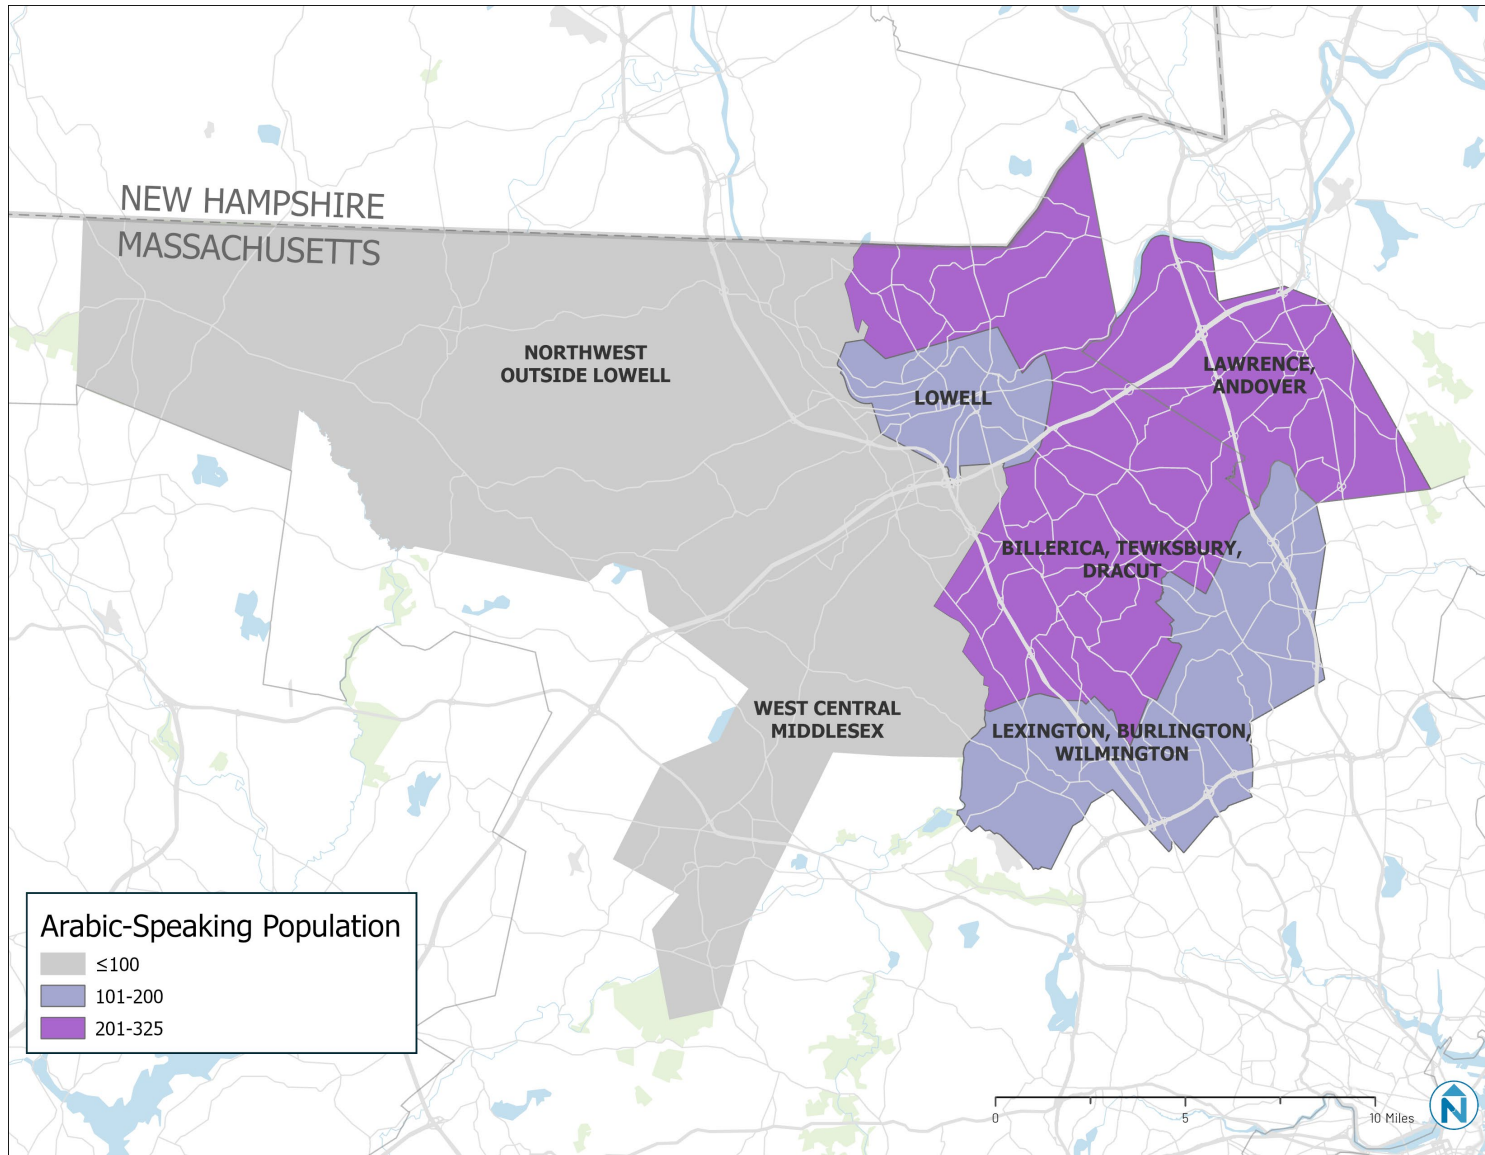 NEW HAMPSHIRE
MASSACHUSETTS
NORTHWEST
OUTSIDE LOWELL
LOWELL
LAWRENCE,
ANDOVER
BILLERICA, TEWKSBURY,
DRACUT
WEST CENTRAL
MIDDLESEX
LEXINGTON, BURLINGTON,
WILMINGTON
Arabic-Speaking Population
≤100
101-200
201-325
0 5 10 Miles
N